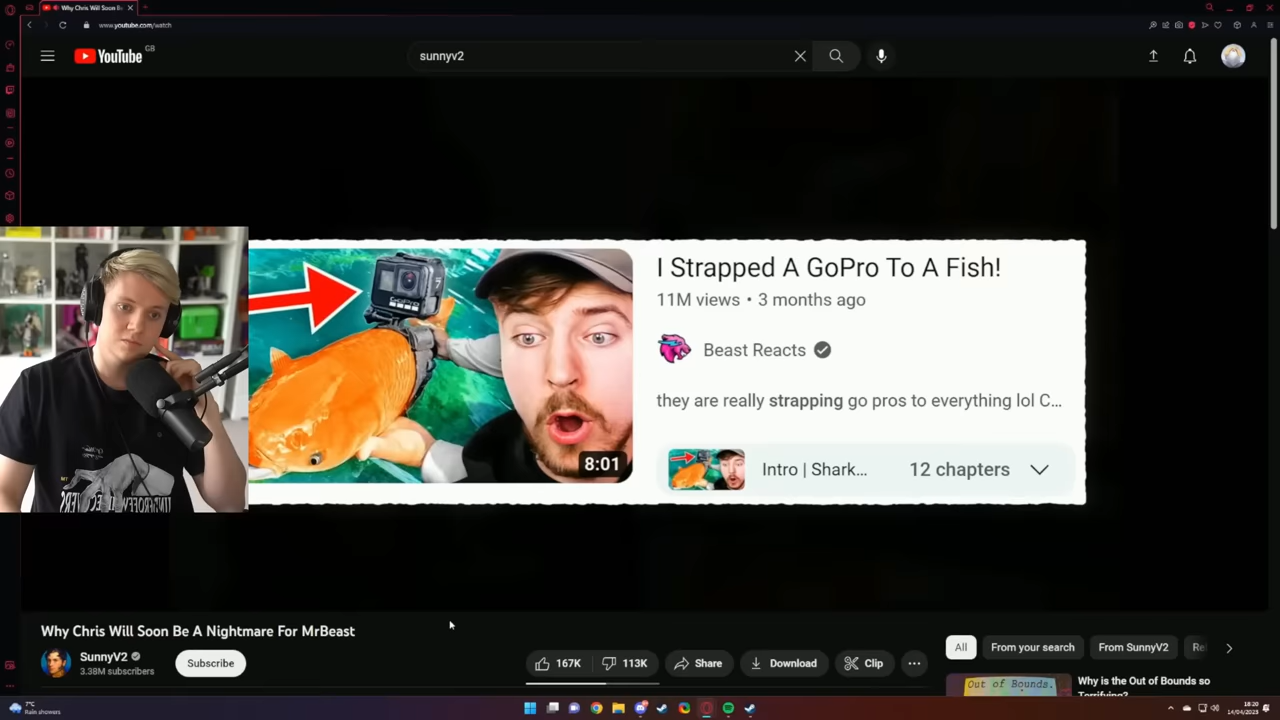 Why Chris Will Soon B
www.youtube.com/watch
YouTube GB
sunnyv2
I Strapped A GoPro To A Fish!
11M views • 3 months ago
Beast Reacts
they are really strapping go pros to everything lol C...
GoPro
8:01
Intro | Shark...
12 chapters
Why Chris Will Soon Be A Nightmare For MrBeast
SunnyV2
3.38M subscribers
Subscribe
167K
113K
Share
Download
Clip
All
From your search
From SunnyV2
Re
Out of Bounds.
Why is the Out of Bounds so
Terrifying?
7°C
Rain showers
18:20
14/04/2023